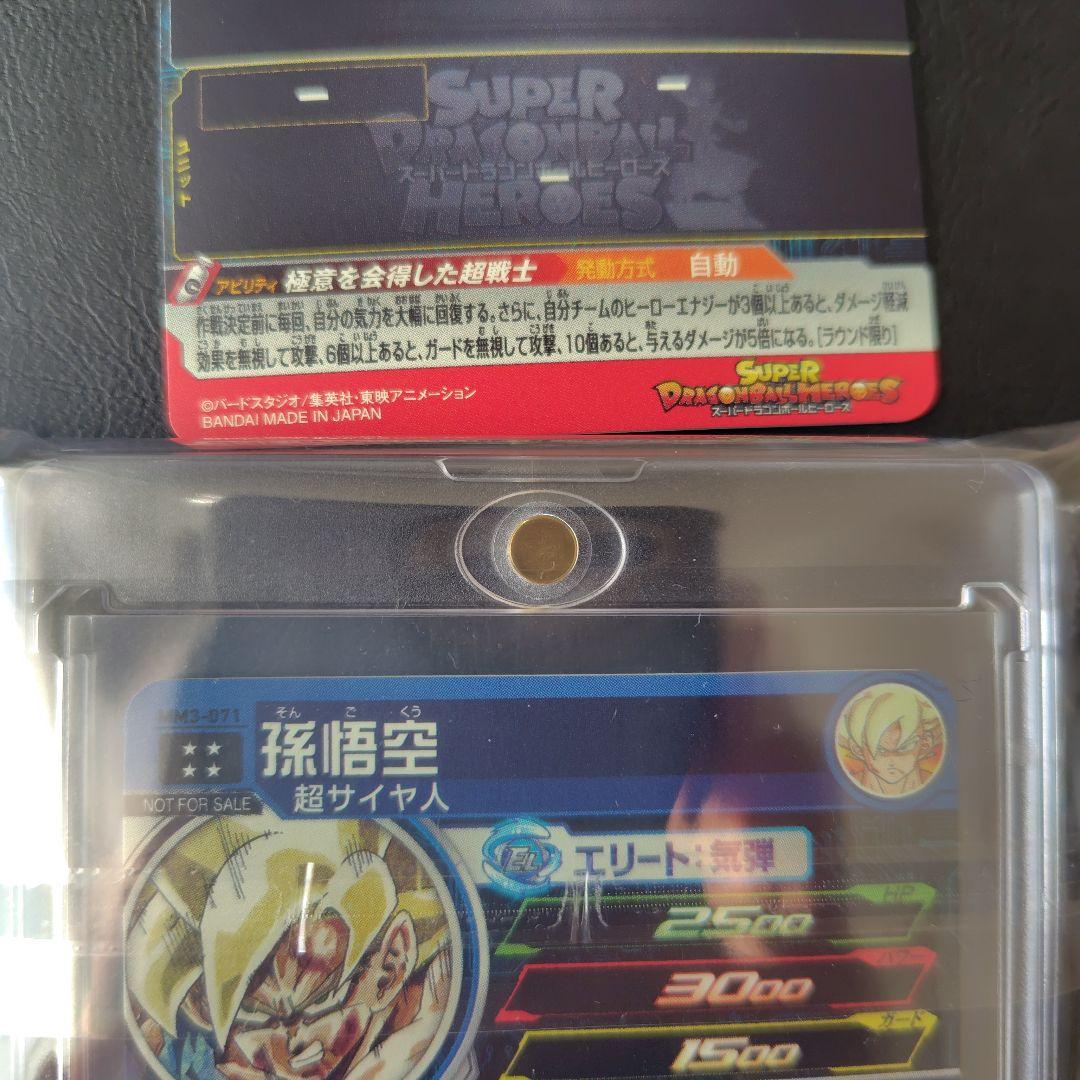 SUPER
DRAGONBALL
スーパードラゴンボールヒーローズ
HEROES
ユニット
アビリティ 極意を会得した超戦士 発動方式 自動
作戦決定前に毎回、自分の気力を大幅に回復する。さらに、自分チームのヒーローエナジーが3個以上あると、ダメージ軽減
効果を無視して攻撃、6個以上あると、ガードを無視して攻撃、10個あると、与えるダメージが5倍になる。[ラウンド限り]
©バードスタジオ/集英社・東映アニメーション
BANDAI MADE IN JAPAN
SUPER
DRAGONBALL HEROES
スーパードラゴンボールヒーローズ
MM3-071
そん ご くう
孫悟空
NOT FOR SALE
超サイヤ人
EL エリート:気弾
HP
2500
パワー
3000
ガード
1500